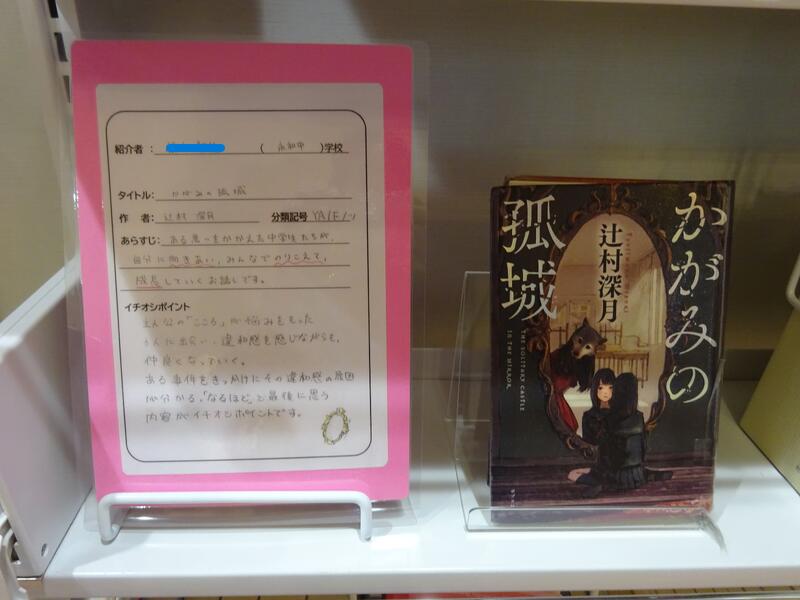 紹介者： （ 永和中 ）学校
タイトル： かがみの孤城
作　者： 辻村 深月 分類記号 YA/F/ツ
あらすじ： ある思いをかかえた中学生たちが、
自分に向きあい、みんなでのりこえて、
成長していくお話です。
イチオシポイント
主人公の「こころ」が悩みをもった
6人に出会い、違和感を感じながらも、
仲良くなっていく。
ある事件をきっかけにその違和感の原因
が分かる。「なるほど」と最後に思う
内容がイチオシポイントです。
かがみの
孤城
辻村深月
THE SOLITARY CASTLE
IN THE MIRROR